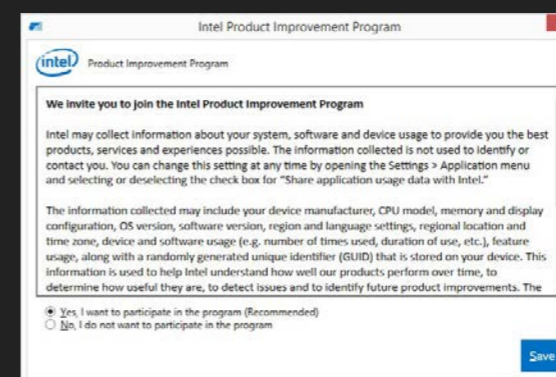 Intel Product Improvement Program
intel Product Improvement Program
We invite you to join the Intel Product Improvement Program
Intel may collect information about your system, software and device usage to provide you the best
products, services and experiences possible. The information collected is not used to identify or
contact you. You can change this setting at any time by opening the Settings > Application menu
and selecting or deselecting the check box for “Share application usage data with Intel.”
The information collected may include your device manufacturer, CPU model, memory and display
configuration, OS version, software version, region and language settings, regional location and
time zone, device and software usage (e.g. number of times used, duration of use, etc.), feature
usage, along with a randomly generated unique identifier (GUID) that is stored on your device. This
information is used to help Intel understand how well our products perform over time, to
determine how useful they are, to detect issues and to identify future product improvements. The
Yes, I want to participate in the program (Recommended)
No, I do not want to participate in the program
Save